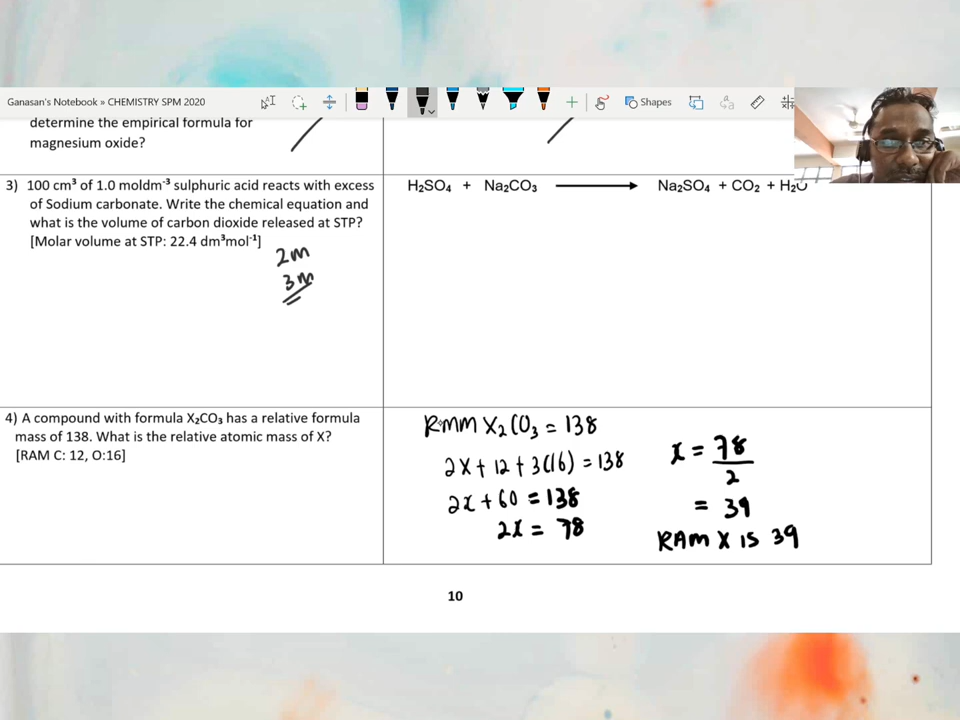 Ganasan's Notebook » CHEMISTRY SPM 2020
Shapes
determine the empirical formula for
magnesium oxide?
3) 100 cm³ of 1.0 moldm⁻³ sulphuric acid reacts with excess
of Sodium carbonate. Write the chemical equation and
what is the volume of carbon dioxide released at STP?
[Molar volume at STP: 22.4 dm³mol⁻¹]
2m
3m
H₂SO₄ + Na₂CO₃ ⟶ Na₂SO₄ + CO₂ + H₂O
4) A compound with formula X₂CO₃ has a relative formula
mass of 138. What is the relative atomic mass of X?
[RAM C: 12, O:16]
RMM X₂CO₃ = 138
2x + 12 + 3(16) = 138
2x + 60 = 138
2x = 78
x = 78
2
= 39
RAM X is 39
10